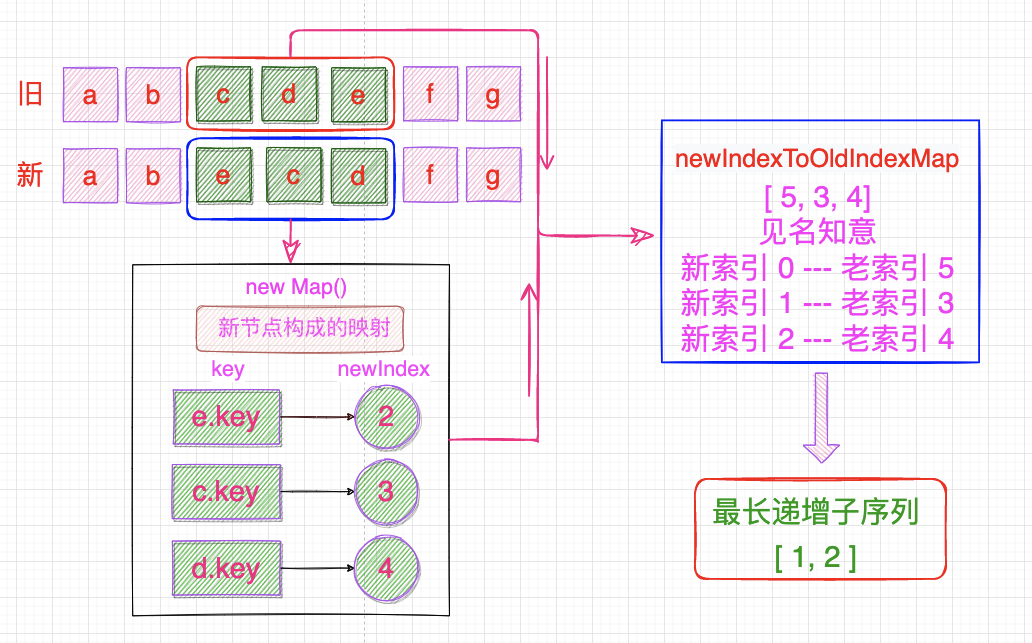 旧 a b c d e f g
新 a b e c d f g
new Map()
新节点构成的映射
key newIndex
e.key 2
c.key 3
d.key 4
newIndexToOldIndexMap
[ 5, 3, 4]
见名知意
新索引 0 --- 老索引 5
新索引 1 --- 老索引 3
新索引 2 --- 老索引 4
最长递增子序列
[ 1, 2 ]